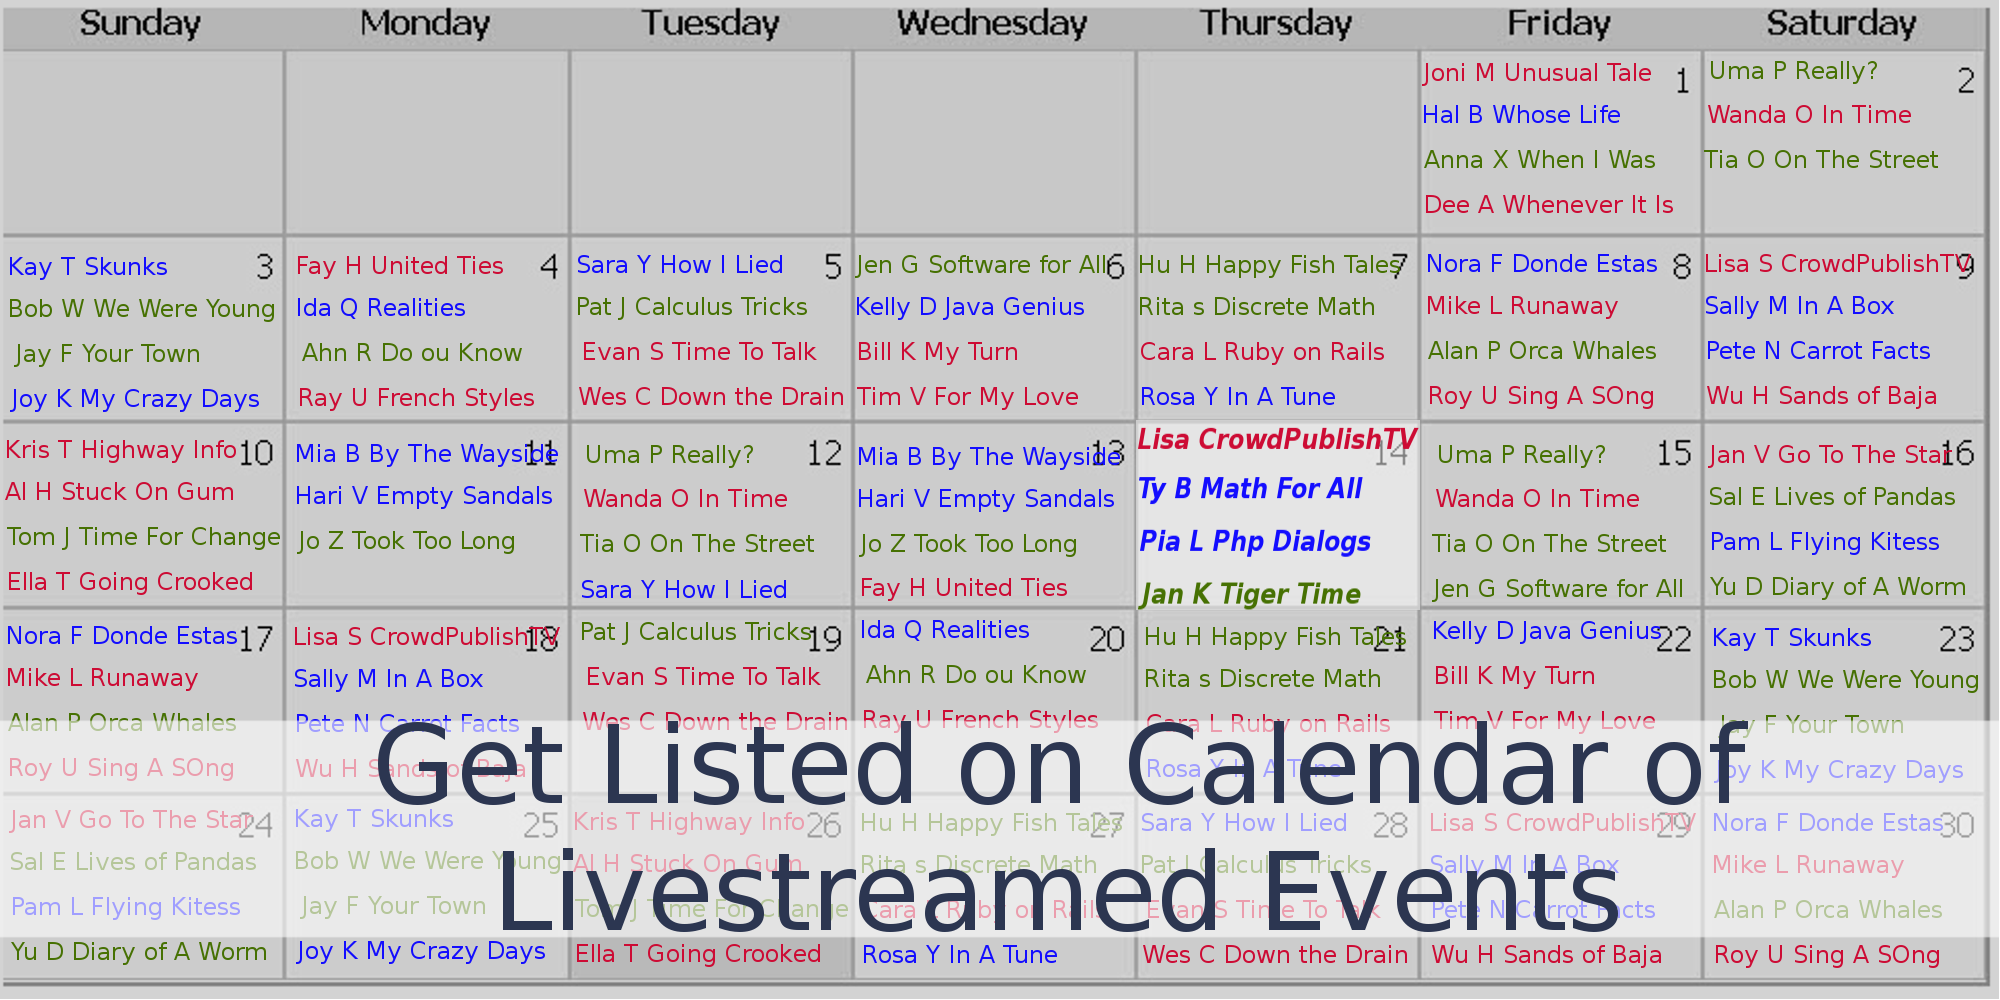 Sunday Monday Tuesday Wednesday Thursday Friday Saturday
1
Joni M Unusual Tale
Hal B Whose Life
Anna X When I Was
Dee A Whenever It Is
2
Uma P Really?
Wanda O In Time
Tia O On The Street
3
Kay T Skunks
Bob W We Were Young
Jay F Your Town
Joy K My Crazy Days
4
Fay H United Ties
Ida Q Realities
Ahn R Do ou Know
Ray U French Styles
5
Sara Y How I Lied
Pat J Calculus Tricks
Evan S Time To Talk
Wes C Down the Drain
6
Jen G Software for All
Kelly D Java Genius
Bill K My Turn
Tim V For My Love
7
Hu H Happy Fish Tales
Rita s Discrete Math
Cara L Ruby on Rails
Rosa Y In A Tune
8
Nora F Donde Estas
Mike L Runaway
Alan P Orca Whales
Roy U Sing A SOng
9
Lisa S CrowdPublishTV
Sally M In A Box
Pete N Carrot Facts
Wu H Sands of Baja
10
Kris T Highway Info
Al H Stuck On Gum
Tom J Time For Change
Ella T Going Crooked
11
Mia B By The Wayside
Hari V Empty Sandals
Jo Z Took Too Long
12
Uma P Really?
Wanda O In Time
Tia O On The Street
Sara Y How I Lied
13
Mia B By The Wayside
Hari V Empty Sandals
Jo Z Took Too Long
Fay H United Ties
14
Lisa CrowdPublishTV
Ty B Math For All
Pia L Php Dialogs
Jan K Tiger Time
15
Uma P Really?
Wanda O In Time
Tia O On The Street
Jen G Software for All
16
Jan V Go To The Star
Sal E Lives of Pandas
Pam L Flying Kitess
Yu D Diary of A Worm
17
Nora F Donde Estas
Mike L Runaway
Alan P Orca Whales
Roy U Sing A SOng
18
Lisa S CrowdPublishTV
Sally M In A Box
Pete N Carrot Facts
Wu H Sands of Baja
19
Pat J Calculus Tricks
Evan S Time To Talk
Wes C Down the Drain
20
Ida Q Realities
Ahn R Do ou Know
Ray U French Styles
21
Hu H Happy Fish Tales
Rita s Discrete Math
Cara L Ruby on Rails
Rosa Y In A Tune
22
Kelly D Java Genius
Bill K My Turn
Tim V For My Love
23
Kay T Skunks
Bob W We Were Young
Jay F Your Town
Joy K My Crazy Days
Get Listed on Calendar of
Livestreamed Events
24
Jan V Go To The Star
Sal E Lives of Pandas
Pam L Flying Kitess
Yu D Diary of A Worm
25
Kay T Skunks
Bob W We Were Young
Jay F Your Town
Joy K My Crazy Days
26
Kris T Highway Info
Al H Stuck On Gum
Tom J Time For Change
Ella T Going Crooked
27
Hu H Happy Fish Tales
Rita s Discrete Math
Cara L Ruby on Rails
Rosa Y In A Tune
28
Sara Y How I Lied
Pat J Calculus Tricks
Evan S Time To Talk
Wes C Down the Drain
29
Lisa S CrowdPublishTV
Sally M In A Box
Pete N Carrot Facts
Wu H Sands of Baja
30
Nora F Donde Estas
Mike L Runaway
Alan P Orca Whales
Roy U Sing A SOng